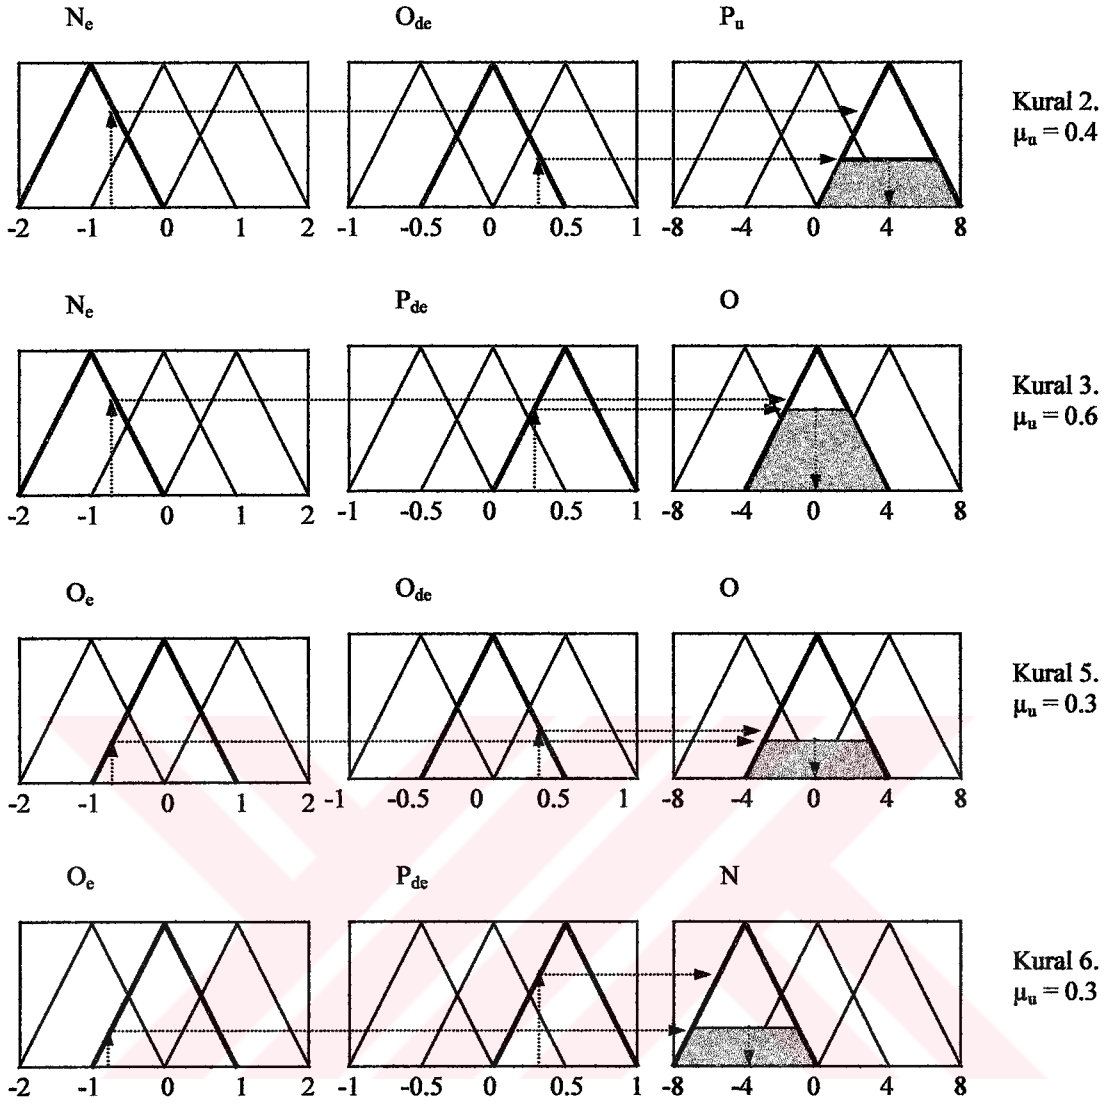 Ne Ode Pu
Kural 2.
μu = 0.4
-2 -1 0 1 2 -1 -0.5 0 0.5 1 -8 -4 0 4 8
Ne Pde O
Kural 3.
μu = 0.6
-2 -1 0 1 2 -1 -0.5 0 0.5 1 -8 -4 0 4 8
Oe Ode O
Kural 5.
μu = 0.3
-2 -1 0 1 2 -1 -0.5 0 0.5 1 -8 -4 0 4 8
Oe Pde N
Kural 6.
μu = 0.3
-2 -1 0 1 2 -1 -0.5 0 0.5 1 -8 -4 0 4 8